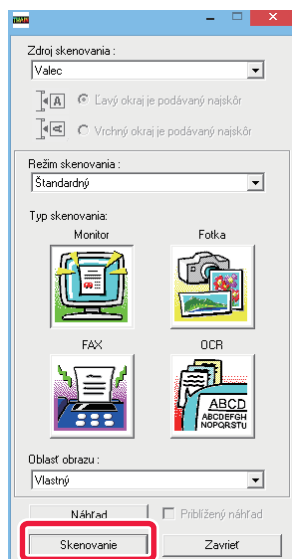 Zdroj skenovania :
Valec
A Ľavý okraj je podávaný najskôr
A Vrchný okraj je podávaný najskôr
Režim skenovania :
Štandardný
Typ skenovania:
Monitor Fotka
FAX OCR
ABCD
ABCDEFGH
NOPQRSTU
Oblasť obrazu :
Vlastný
Náhľad Priblížený náhľad
Skenovanie Zavrieť